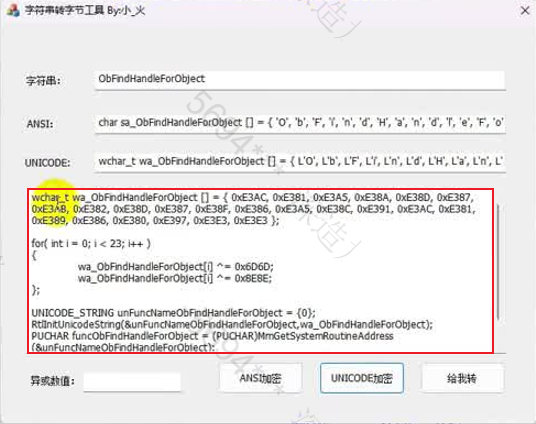 字符串转字节工具 By:小_火
字符串:
ObFindHandleForObject
ANSI:
char sa_ObFindHandleForObject [] = { 'O', 'b', 'F', 'i', 'n', 'd', 'H', 'a', 'n', 'd', 'l', 'e', 'F', 'o'
UNICODE:
wchar_t wa_ObFindHandleForObject [] = { L'O', L'b', L'F', L'i', L'n', L'd', L'H', L'a', L'n', L'
wchar_t wa_ObFindHandleForObject [] = { 0xE3AC, 0xE381, 0xE3A5, 0xE38A, 0xE38D, 0xE387,
0xE3AB, 0xE382, 0xE38D, 0xE387, 0xE38F, 0xE386, 0xE3A5, 0xE38C, 0xE391, 0xE3AC, 0xE381,
0xE389, 0xE386, 0xE380, 0xE397, 0xE3E3, 0xE3E3 };
for( int i = 0; i < 23; i++ )
{
wa_ObFindHandleForObject[i] ^= 0x6D6D;
wa_ObFindHandleForObject[i] ^= 0x8E8E;
};
UNICODE_STRING unFuncNameObFindHandleForObject = {0};
RtlInitUnicodeString(&unFuncNameObFindHandleForObject,wa_ObFindHandleForObject);
PUCHAR funcObFindHandleForObject = (PUCHAR)MmGetSystemRoutineAddress
(&unFuncNameObFindHandleForObject);
异或数值:
ANSI加密
UNICODE加密
给我转
5694**